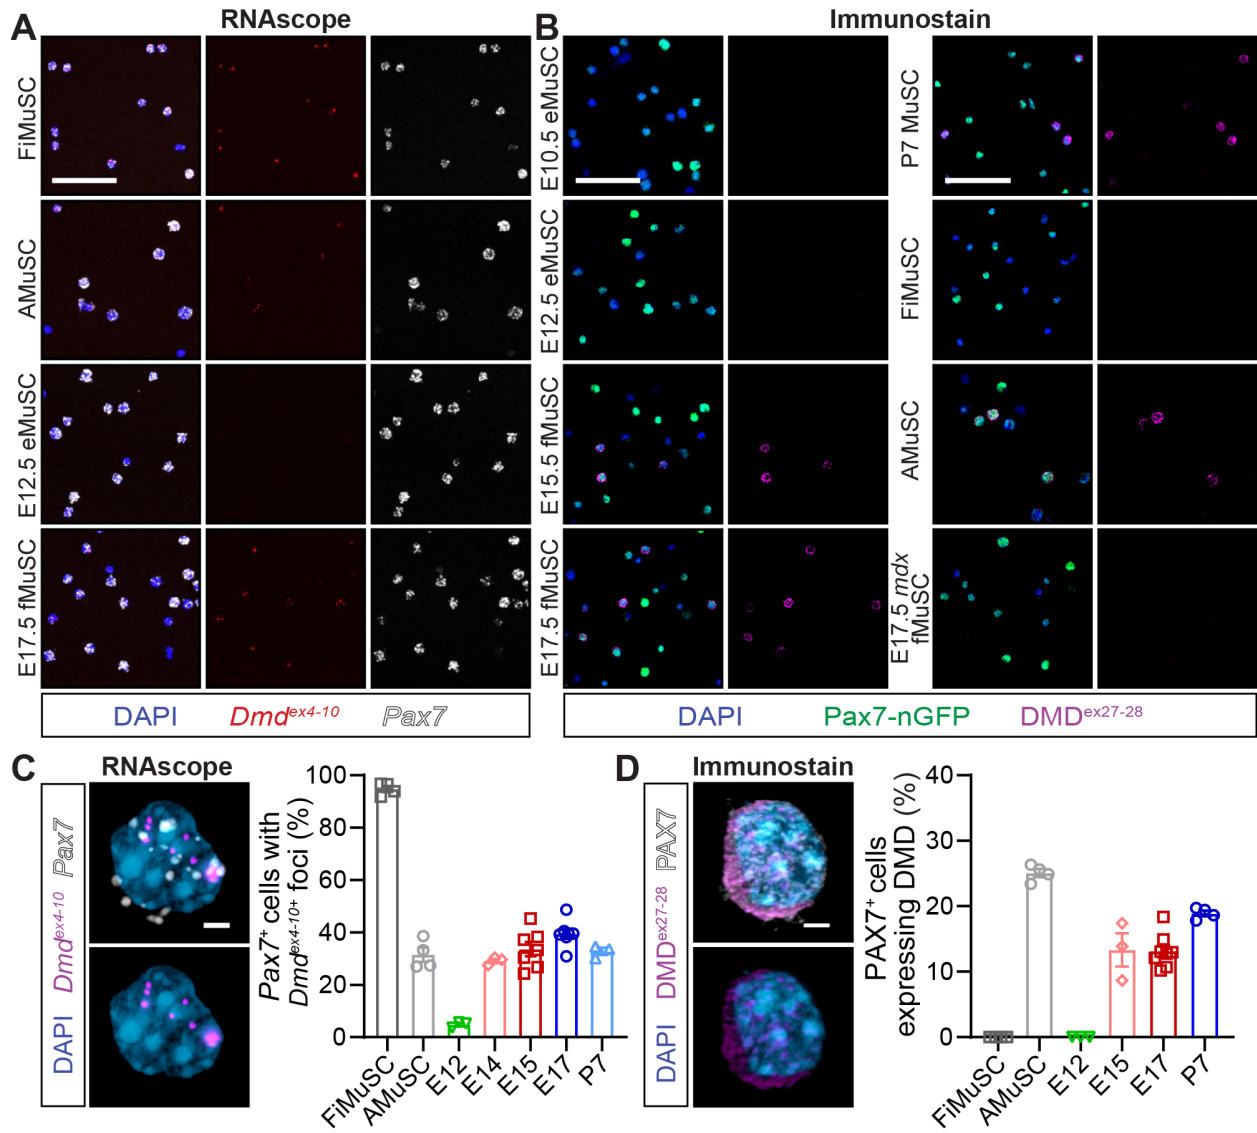 A
RNAscope
FiMuSC
AMuSC
E12.5 eMuSC
E17.5 fMuSC
DAPI Dmd^ex4-10 Pax7
B
Immunostain
E10.5 eMuSC
E12.5 eMuSC
E15.5 fMuSC
E17.5 fMuSC
P7 MuSC
FiMuSC
AMuSC
E17.5 mdx
fMuSC
DAPI Pax7-nGFP DMD^ex27-28
C
RNAscope
DAPI Dmd^ex4-10 Pax7
Pax7+ cells with
Dmd^ex4-10+ foci (%)
100
80
60
40
20
0
FiMuSC
AMuSC
E12
E14
E15
E17
P7
D
Immunostain
DAPI DMD^ex27-28 PAX7
PAX7+ cells
expressing DMD (%)
40
30
20
10
0
FiMuSC
AMuSC
E12
E15
E17
P7